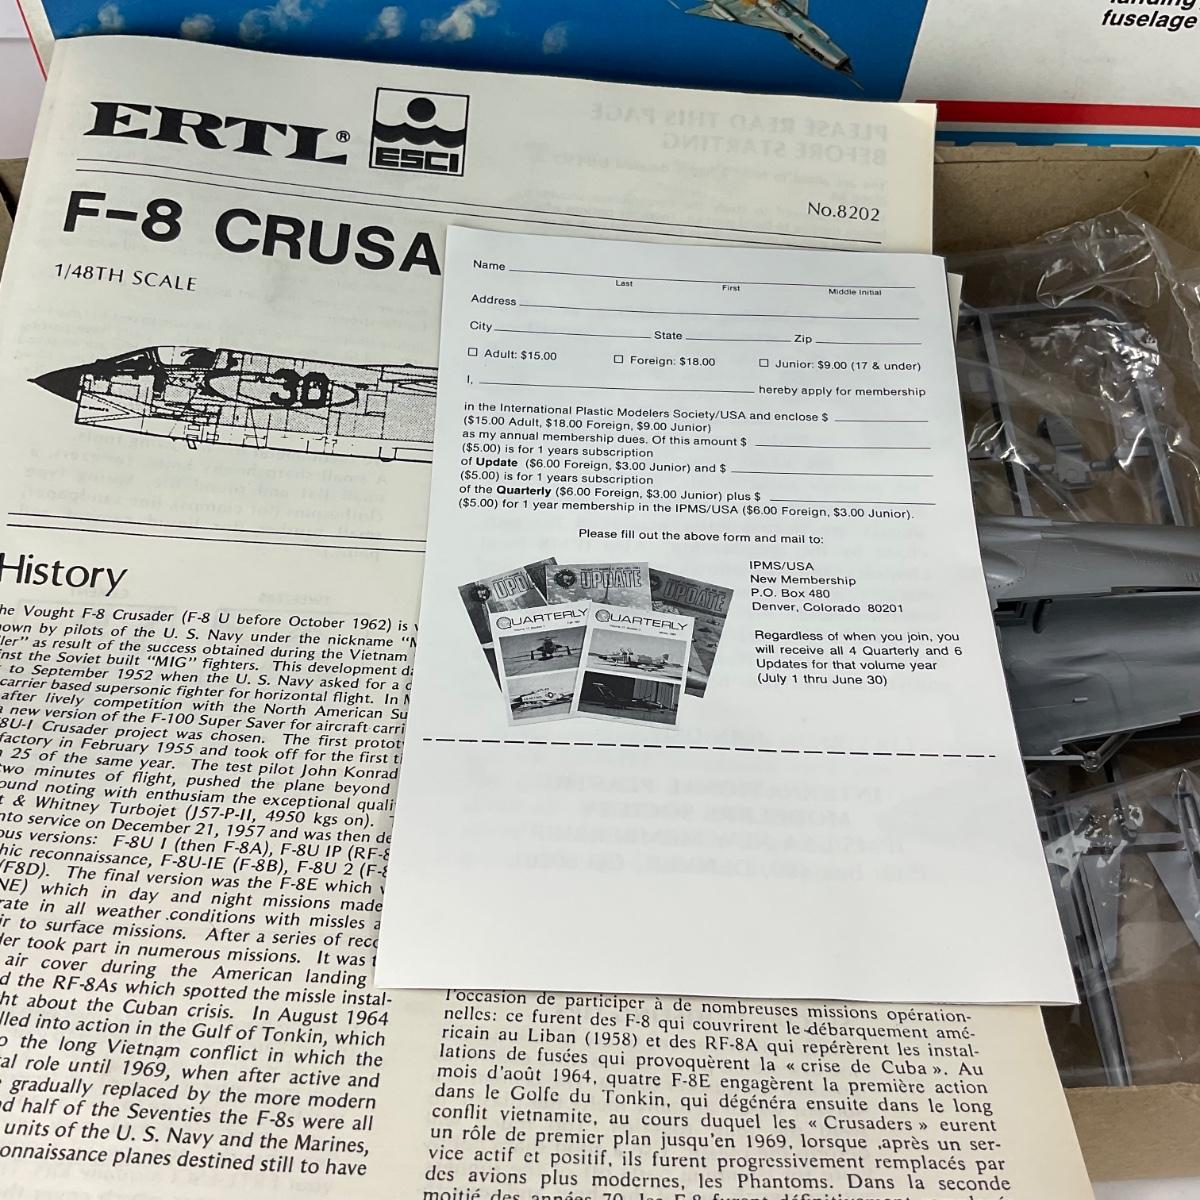 landing
fuselage
ERTL®
ESCI
No.8202
F-8 CRUSA
1/48TH SCALE
30
History
he Vought F-8 Crusader (F-8 U before October 1962) is
own by pilots of the U. S. Navy under the nickname "M
ller" as result of the success obtained during the Vietnam
inst the Soviet built "MIG" fighters. This development da
to September 1952 when the U. S. Navy asked for a
carrier based supersonic fighter for horizontal flight. In
after lively competition with the North American Su
a new version of the F-100 Super Saver for aircraft carri
8U-I Crusader project was chosen. The first protot
factory in February 1955 and took off for the first ti
25 of the same year. The test pilot John Konrad
two minutes of flight, pushed the plane beyond
ound noting with enthusiam the exceptional quali
t & Whitney Turbojet (J57-P-II, 4950 kgs on).
nto service on December 21, 1957 and was then de
ous versions: F-8U I (then F-8A), F-8U IP (RF-8
hic reconnaissance, F-8U-IE (F-8B), F-8U 2 (F-8
(F8D). The final version was the F-8E which
NE) which in day and night missions made
rate in all weather conditions with missles a
ir to surface missions. After a series of reco
der took part in numerous missions. It was t
air cover during the American landing
d the RF-8As which spotted the missle instal-
ht about the Cuban crisis. In August 1964
lled into action in the Gulf of Tonkin, which
o the long Vietnam conflict in which the
al role until 1969, when after active and
gradually replaced by the more modern
nd half of the Seventies the F-8s were all
units of the U. S. Navy and the Marines,
onnaissance planes destined still to have
Name
Last First Middle Initial
Address
City State Zip
☐ Adult: $15.00 ☐ Foreign: $18.00 ☐ Junior: $9.00 (17 & under)
I, hereby apply for membership
in the International Plastic Modelers Society/USA and enclose $
($15.00 Adult, $18.00 Foreign, $9.00 Junior)
as my annual membership dues. Of this amount $
($5.00) is for 1 years subscription
of Update ($6.00 Foreign, $3.00 Junior) and $
($5.00) is for 1 years subscription
of the Quarterly ($6.00 Foreign, $3.00 Junior) plus $
($5.00) for 1 year membership in the IPMS/USA ($6.00 Foreign, $3.00 Junior).
Please fill out the above form and mail to:
UPDATE
UPDATE
QUARTERLY
QUARTERLY
IPMS/USA
New Membership
P.O. Box 480
Denver, Colorado 80201
Regardless of when you join, you
will receive all 4 Quarterly and 6
Updates for that volume year
(July 1 thru June 30)
l'occasion de participer à de nombreuses missions opération-
nelles: ce furent des F-8 qui couvrirent le débarquement amé-
ricain au Liban (1958) et des RF-8A qui repérèrent les instal-
lations de fusées qui provoquèrent la « crise de Cuba ». Au
mois d'août 1964, quatre F-8E engagèrent la première action
dans le Golfe du Tonkin, qui dégénéra ensuite dans le long
conflit vietnamite, au cours duquel les « Crusaders » eurent
un rôle de premier plan jusqu'en 1969, lorsque ,après un ser-
vice actif et positif, ils furent progressivement remplacés par
des avions plus modernes, les Phantoms. Dans la seconde
moitié des années 70, les F-8 furent définitivement